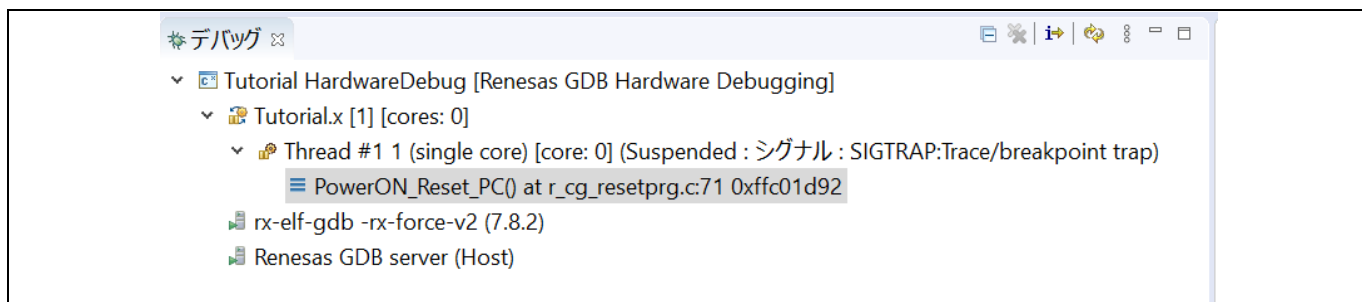 デバッグ
Tutorial HardwareDebug [Renesas GDB Hardware Debugging]
Tutorial.x [1] [cores: 0]
Thread #1 1 (single core) [core: 0] (Suspended : シグナル : SIGTRAP:Trace/breakpoint trap)
PowerON_Reset_PC() at r_cg_resetprg.c:71 0xffc01d92
rx-elf-gdb -rx-force-v2 (7.8.2)
Renesas GDB server (Host)